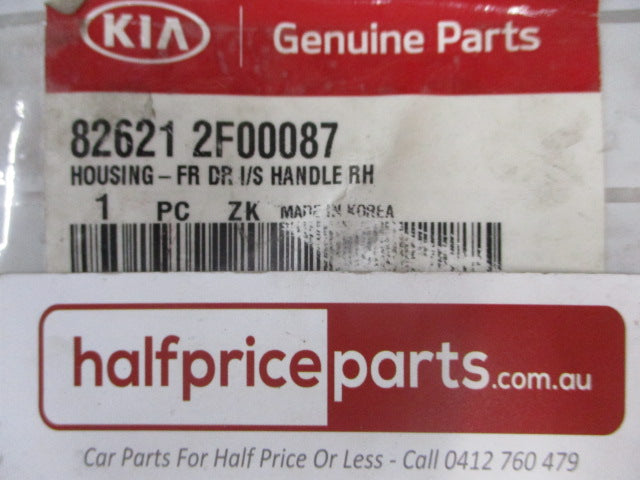 KIA Genuine Parts
82621 2F00087
HOUSING-FR DR I/S HANDLE RH
1 PC ZK MADE IN KOREA
halfpriceparts.com.au
Car Parts For Half Price Or Less - Call 0412 760 479